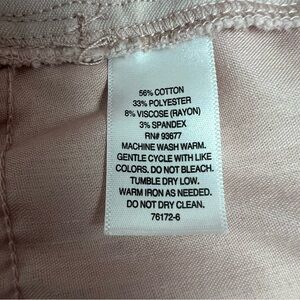 56% COTTON
33% POLYESTER
8% VISCOSE (RAYON)
3% SPANDEX
RN# 93677
MACHINE WASH WARM.
GENTLE CYCLE WITH LIKE
COLORS. DO NOT BLEACH.
TUMBLE DRY LOW.
WARM IRON AS NEEDED.
DO NOT DRY CLEAN.
76172-6